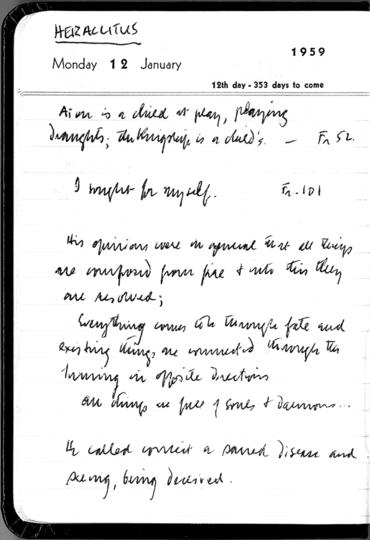 HERACLITUS
1959
Monday 12 January
12th day - 353 days to come
Aion is a child at play, playing
draughts; the kingship is a child's. — Fr 52.
I sought for myself. Fr. 101
His opinions were in general that all things
are composed from fire & into this they
are resolved;
Everything comes to be through fate and
existing things are connected through the
turning in opposite directions
all things are full of souls & daemons...
He called conceit a sacred disease and
seeing, being deceived.